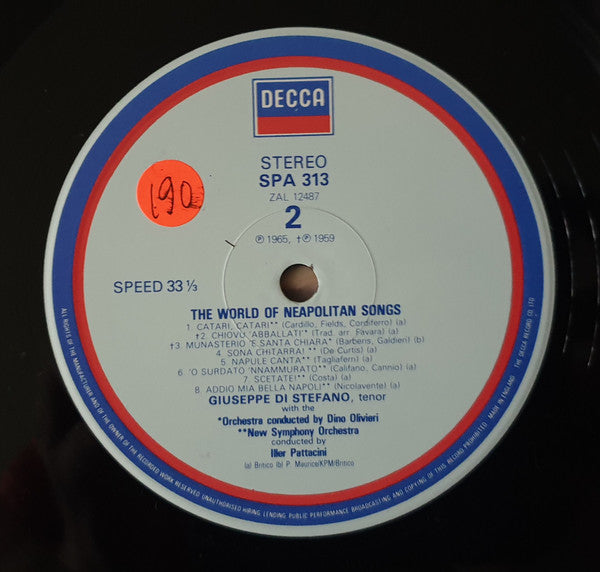 DECCA
STEREO
SPA 313
ZAL 12487
190
2
℗ 1965, †℗ 1959
SPEED 33⅓
THE WORLD OF NEAPOLITAN SONGS
1. CATARI, CATARI** (Cardillo, Fields, Cordiferro) (a)
†2. CHIOVU 'ABBALLATI* (Trad. arr. Favara) (a)
†3. MUNASTERIO 'E SANTA CHIARA* (Barberis, Galdieri) (b)
4. SONA CHITARRA! ** (De Curtis) (a)
5. NAPULE CANTA** (Tagliaferri) (a)
6. 'O SURDATO 'NNAMMURATO** (Califano, Cannio) (a)
7. SCETATE!** (Costa) (a)
8. ADDIO MIA BELLA NAPOLI** (Nicolavente) (a)
GIUSEPPE DI STEFANO, tenor
with the
*Orchestra conducted by Dino Olivieri
**New Symphony Orchestra
conducted by
Iller Pattacini
(a) Britico (b) P. Maurice/KPM/Britico
ALL RIGHTS OF THE MANUFACTURER AND OF THE OWNER OF THE RECORDED WORK RESERVED UNAUTHORISED HIRING, LENDING PUBLIC PERFORMANCE BROADCASTING AND COPYING OF THIS RECORD PROHIBITED. MADE IN ENGLAND. THE DECCA RECORD CO. LTD.